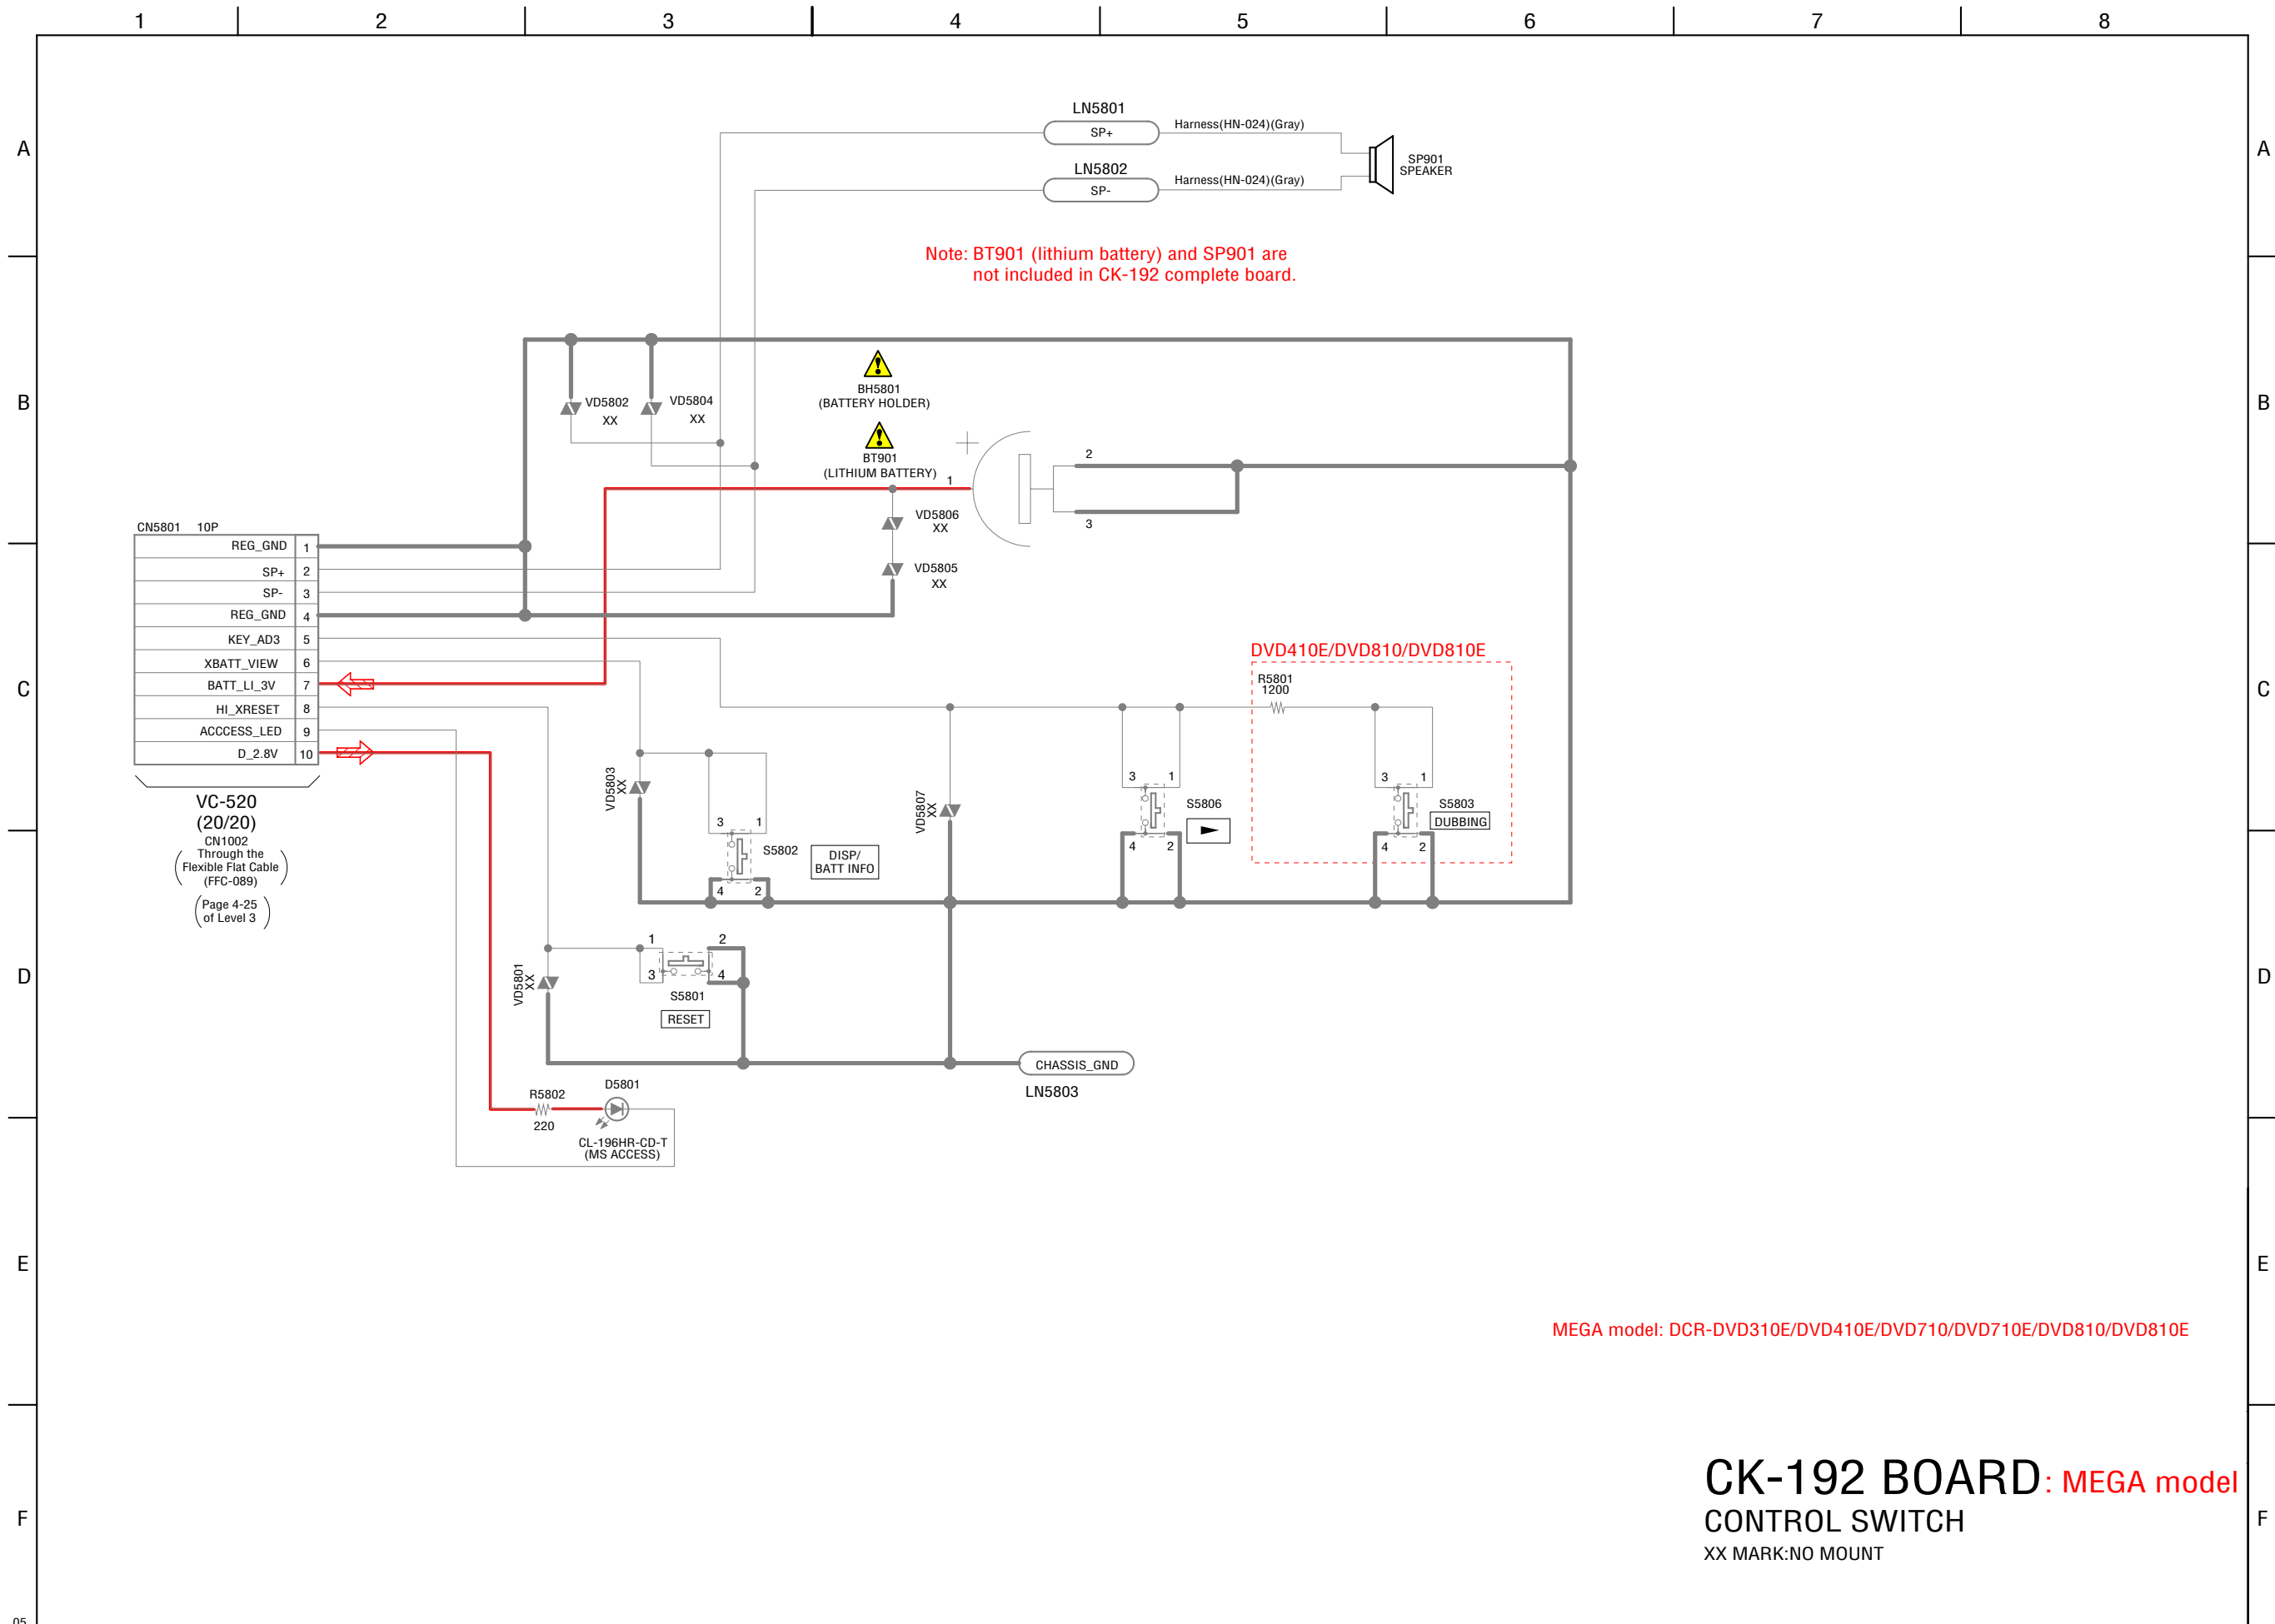 1 2 3 4 5 6 7 8
A A
LN5801
SP+
Harness(HN-024)(Gray)
LN5802
SP-
Harness(HN-024)(Gray)
SP901
SPEAKER
Note: BT901 (lithium battery) and SP901 are
not included in CK-192 complete board.
B B
VD5802
XX
VD5804
XX
BH5801
(BATTERY HOLDER)
BT901
(LITHIUM BATTERY)
1
2
3
VD5806
XX
VD5805
XX
CN5801 10P
REG_GND 1
SP+ 2
SP- 3
REG_GND 4
KEY_AD3 5
XBATT_VIEW 6
BATT_LI_3V 7
HI_XRESET 8
ACCCESS_LED 9
D_2.8V 10
VC-520
(20/20)
CN1002
Through the
Flexible Flat Cable
(FFC-089)
(Page 4-25
of Level 3)
C C
DVD410E/DVD810/DVD810E
R5801
1200
VD5803
XX
3 1
S5802
4 2
DISP/
BATT INFO
VD5807
XX
3 1
S5806
4 2
3 1
S5803
DUBBING
4 2
D D
VD5801
XX
1 2
3 4
S5801
RESET
CHASSIS_GND
LN5803
R5802
220
D5801
CL-196HR-CD-T
(MS ACCESS)
E E
MEGA model: DCR-DVD310E/DVD410E/DVD710/DVD710E/DVD810/DVD810E
CK-192 BOARD: MEGA model
CONTROL SWITCH
XX MARK:NO MOUNT
F F
05